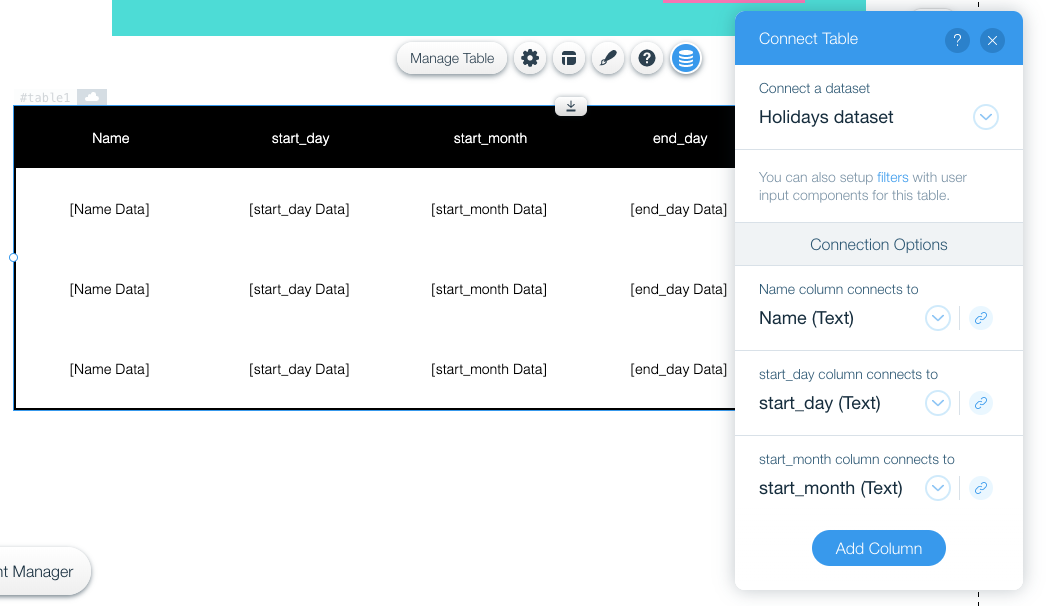 Manage Table
?
#table1
Name start_day start_month end_day
[Name Data] [start_day Data] [start_month Data] [end_day Data]
[Name Data] [start_day Data] [start_month Data] [end_day Data]
[Name Data] [start_day Data] [start_month Data] [end_day Data]
nt Manager
Connect Table
?
Connect a dataset
Holidays dataset
You can also setup filters with user
input components for this table.
Connection Options
Name column connects to
Name (Text)
start_day column connects to
start_day (Text)
start_month column connects to
start_month (Text)
Add Column